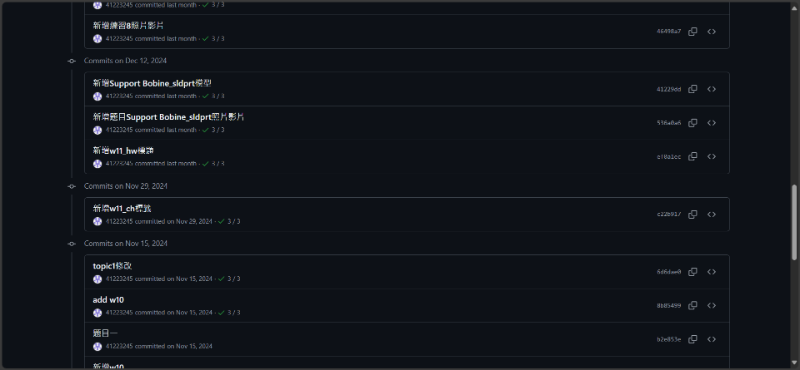 41223245 committed last month · ✓ 3 / 3
新增練習8照片影片
41223245 committed last month · ✓ 3 / 3
46498a7
Commits on Dec 12, 2024
新增Support Bobine_sldprt模型
41223245 committed last month · ✓ 3 / 3
41229dd
新增題目Support Bobine_sldprt照片影片
41223245 committed last month · ✓ 3 / 3
新增w11_hw標題
41223245 committed last month · ✓ 3 / 3
Commits on Nov 29, 2024
新增w11_ch標題
41223245 committed on Nov 29, 2024 · ✓ 3 / 3
c22b917
Commits on Nov 15, 2024
topic1修改
41223245 committed on Nov 15, 2024 · ✓ 3 / 3
6d6dae0
add w10
41223245 committed on Nov 15, 2024 · ✓ 3 / 3
8b85499
題目一
41223245 committed on Nov 15, 2024
b2e853e
新增w10